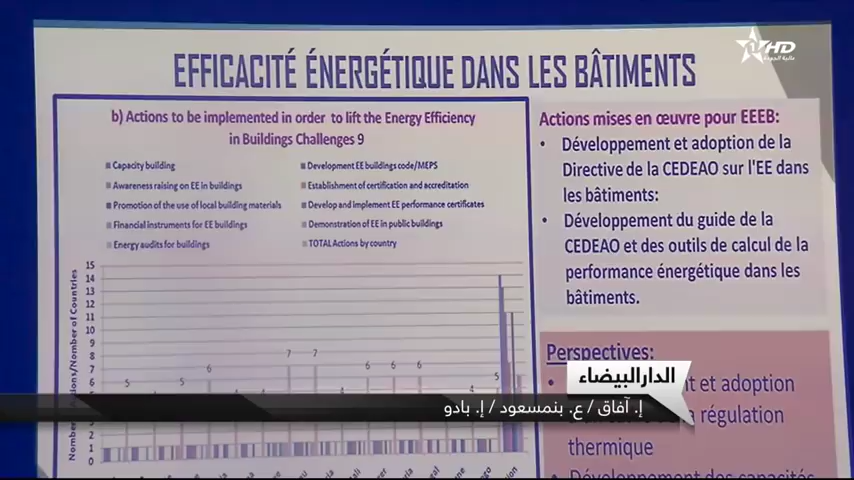 HD
عالية الجودة
EFFICACITÉ ÉNERGÉTIQUE DANS LES BÂTIMENTS
b) Actions to be implemented in order to lift the Energy Efficiency
in Buildings Challenges 9
Capacity building
Development EE buildings code/MEPS
Awareness raising on EE in buildings
Establishment of certification and accreditation
Promotion of the use of local building materials
Develop and implement EE performance certificates
Financial instruments for EE buildings
Demonstration of EE in public buildings
Energy audits for buildings
TOTAL Actions by country
15
14
13
12
11
10
9
8
7
6
2
1
0
5
5
6
7
7
6
6
6
5
Actions mises en œuvre pour EEEB:
• Développement et adoption de la
Directive de la CEDEAO sur l'EE dans
les bâtiments:
• Développement du guide de la
CEDEAO et des outils de calcul de la
performance énergétique dans les
bâtiments.
Perspectives:
et adoption
la régulation
thermique
الدارالبيضاء
إ. آفاق / ع. بنمسعود / إ. بادو